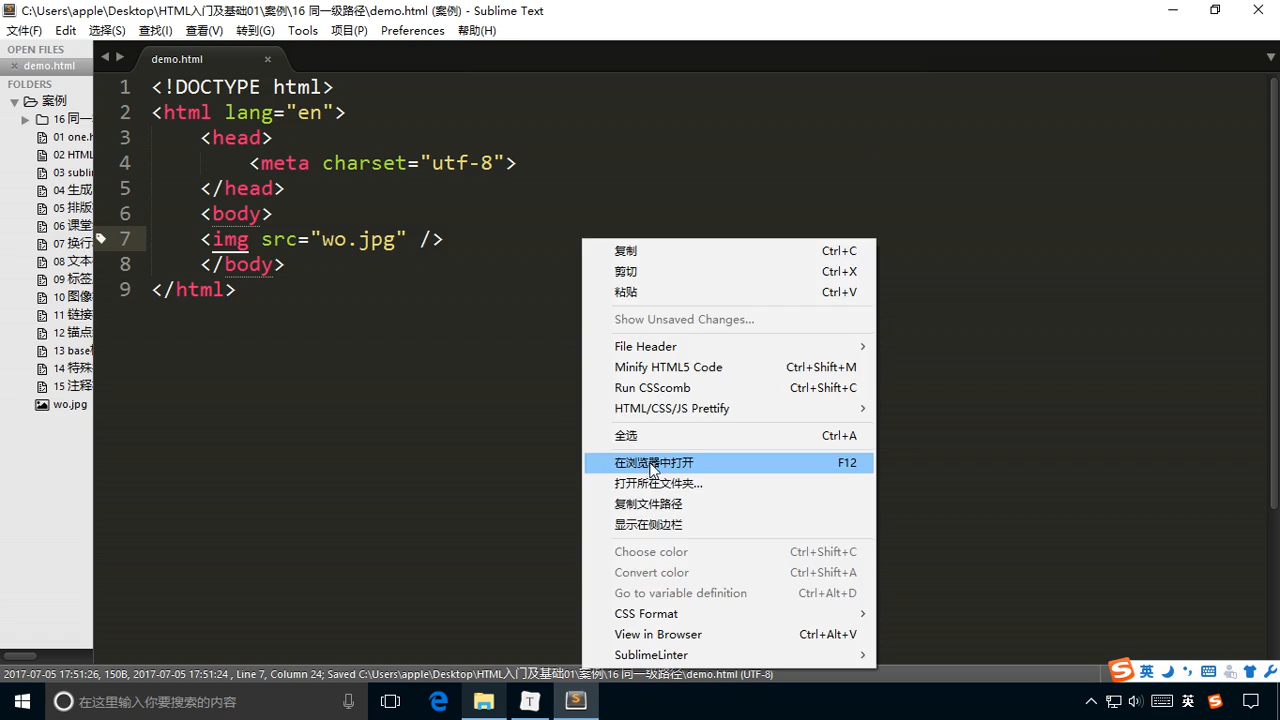 C:\Users\apple\Desktop\HTML入门及基础01\案例\16 同一级路径\demo.html (案例) - Sublime Text
文件(F) Edit 选择(S) 查找(I) 查看(V) 转到(G) Tools 项目(P) Preferences 帮助(H)
OPEN FILES
demo.html
FOLDERS
案例
16 同一
01 one.h
02 HTML
03 sublin
04 生成
05 排版
06 课堂
07 换行
08 文本
09 标签
10 图像
11 链接
12 锚点
13 base
14 特殊
15 注释
wo.jpg
demo.html
1 <!DOCTYPE html>
2 <html lang="en">
3 <head>
4 <meta charset="utf-8">
5 </head>
6 <body>
7 <img src="wo.jpg" />
8 </body>
9 </html>
复制 Ctrl+C
剪切 Ctrl+X
粘贴 Ctrl+V
Show Unsaved Changes...
File Header
Minify HTML5 Code Ctrl+Shift+M
Run CSScomb Ctrl+Shift+C
HTML/CSS/JS Prettify
全选 Ctrl+A
在浏览器中打开 F12
打开所在文件夹...
复制文件路径
显示在侧边栏
Choose color Ctrl+Shift+C
Convert color Ctrl+Shift+A
Go to variable definition Ctrl+Alt+D
CSS Format
View in Browser Ctrl+Alt+V
SublimeLinter
2017-07-05 17:51:26, 150B, 2017-07-05 17:51:24 , Line 7, Column 24; Saved C:\Users\apple\Desktop\HTML入门及基础01\案例\16 同一级路径\demo.html (UTF-8)
英
在这里输入你要搜索的内容
英